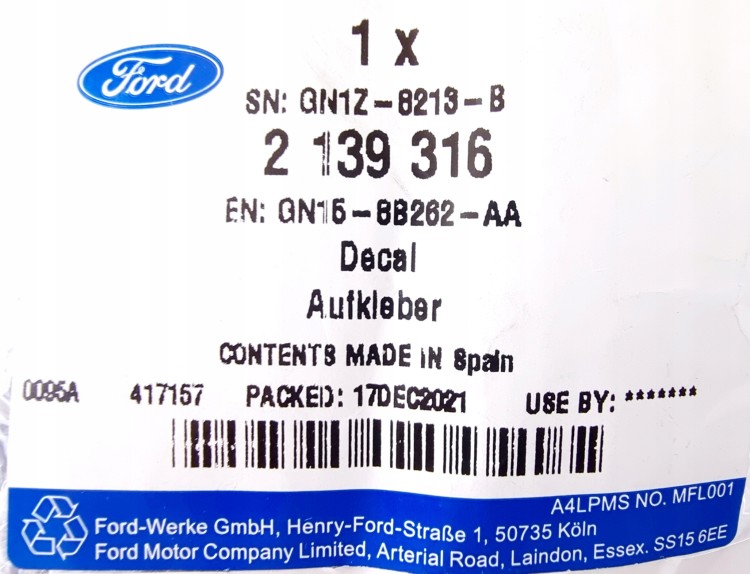 1 x
Ford
SN: GN1Z-8213-B
2 139 316
EN: GN15-8B262-AA
Decal
Aufkleber
CONTENTS MADE IN Spain
0095A 417157 PACKED: 17DEC2021 USE BY: *******
A4LPMS NO. MFL001
Ford-Werke GmbH, Henry-Ford-Straße 1, 50735 Köln
Ford Motor Company Limited, Arterial Road, Laindon, Essex. SS15 6EE